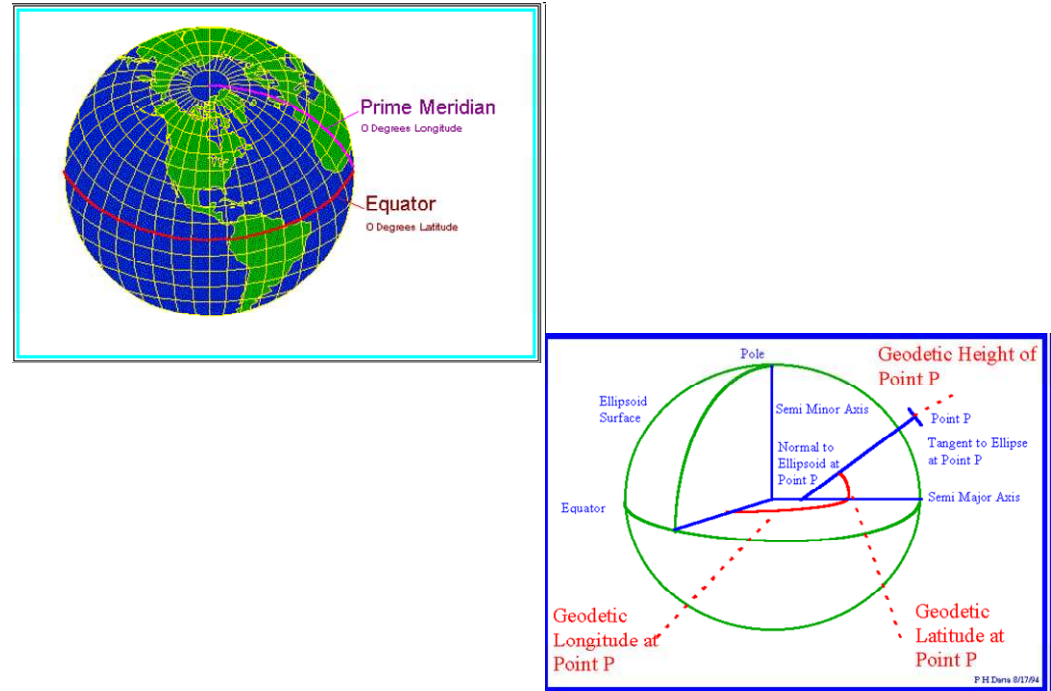 Prime Meridian
O Degrees Longitude
Equator
O Degrees Latitude
Pole
Geodetic Height of
Point P
Ellipsoid
Surface
Semi Minor Axis
Point P
Normal to
Ellipsoid at
Point P
Tangent to Ellipse
at Point P
Equator
Semi Major Axis
Geodetic
Longitude at
Point P
Geodetic
Latitude at
Point P
P.H.Dana 8/17/94